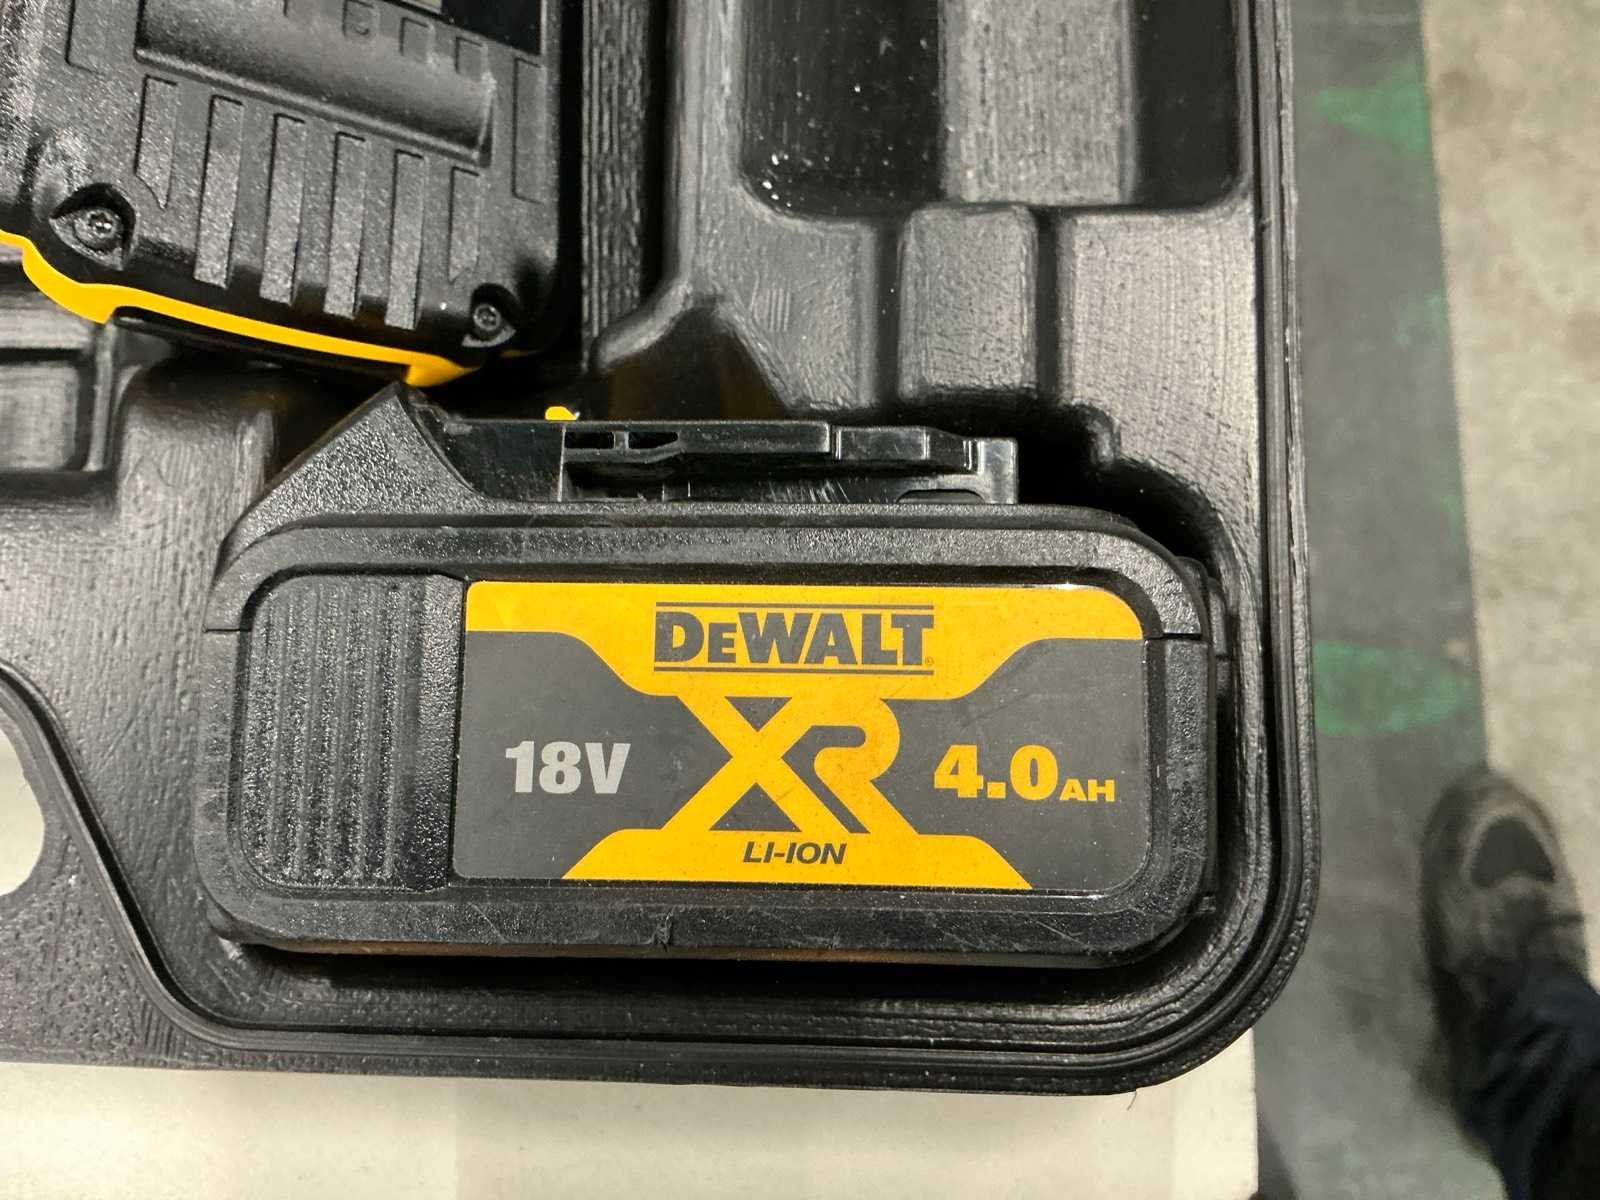 DEWALT
XR
18V
4.0AH
LI-ION